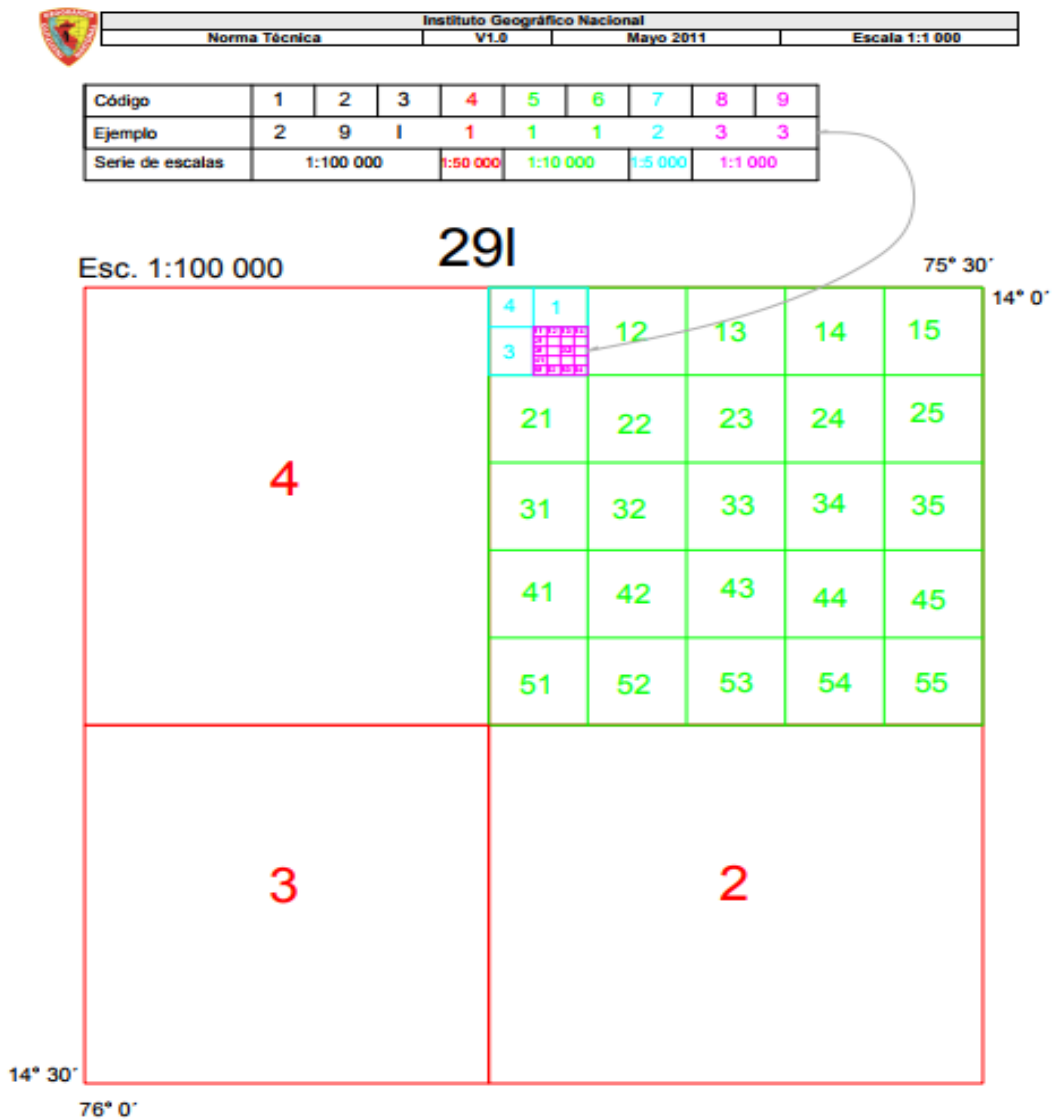 Instituto Geográfico Nacional
Norma Técnica V1.0 Mayo 2011 Escala 1:1 000
Código 1 2 3 4 5 6 7 8 9
Ejemplo 2 9 l 1 1 1 2 3 3
Serie de escalas 1:100 000 1:50 000 1:10 000 1:5 000 1:1 000
29l
Esc. 1:100 000
75° 30´
14° 0´
4 1
3
12 13 14 15
21 22 23 24 25
4
31 32 33 34 35
41 42 43 44 45
51 52 53 54 55
3 2
14° 30´
76° 0´